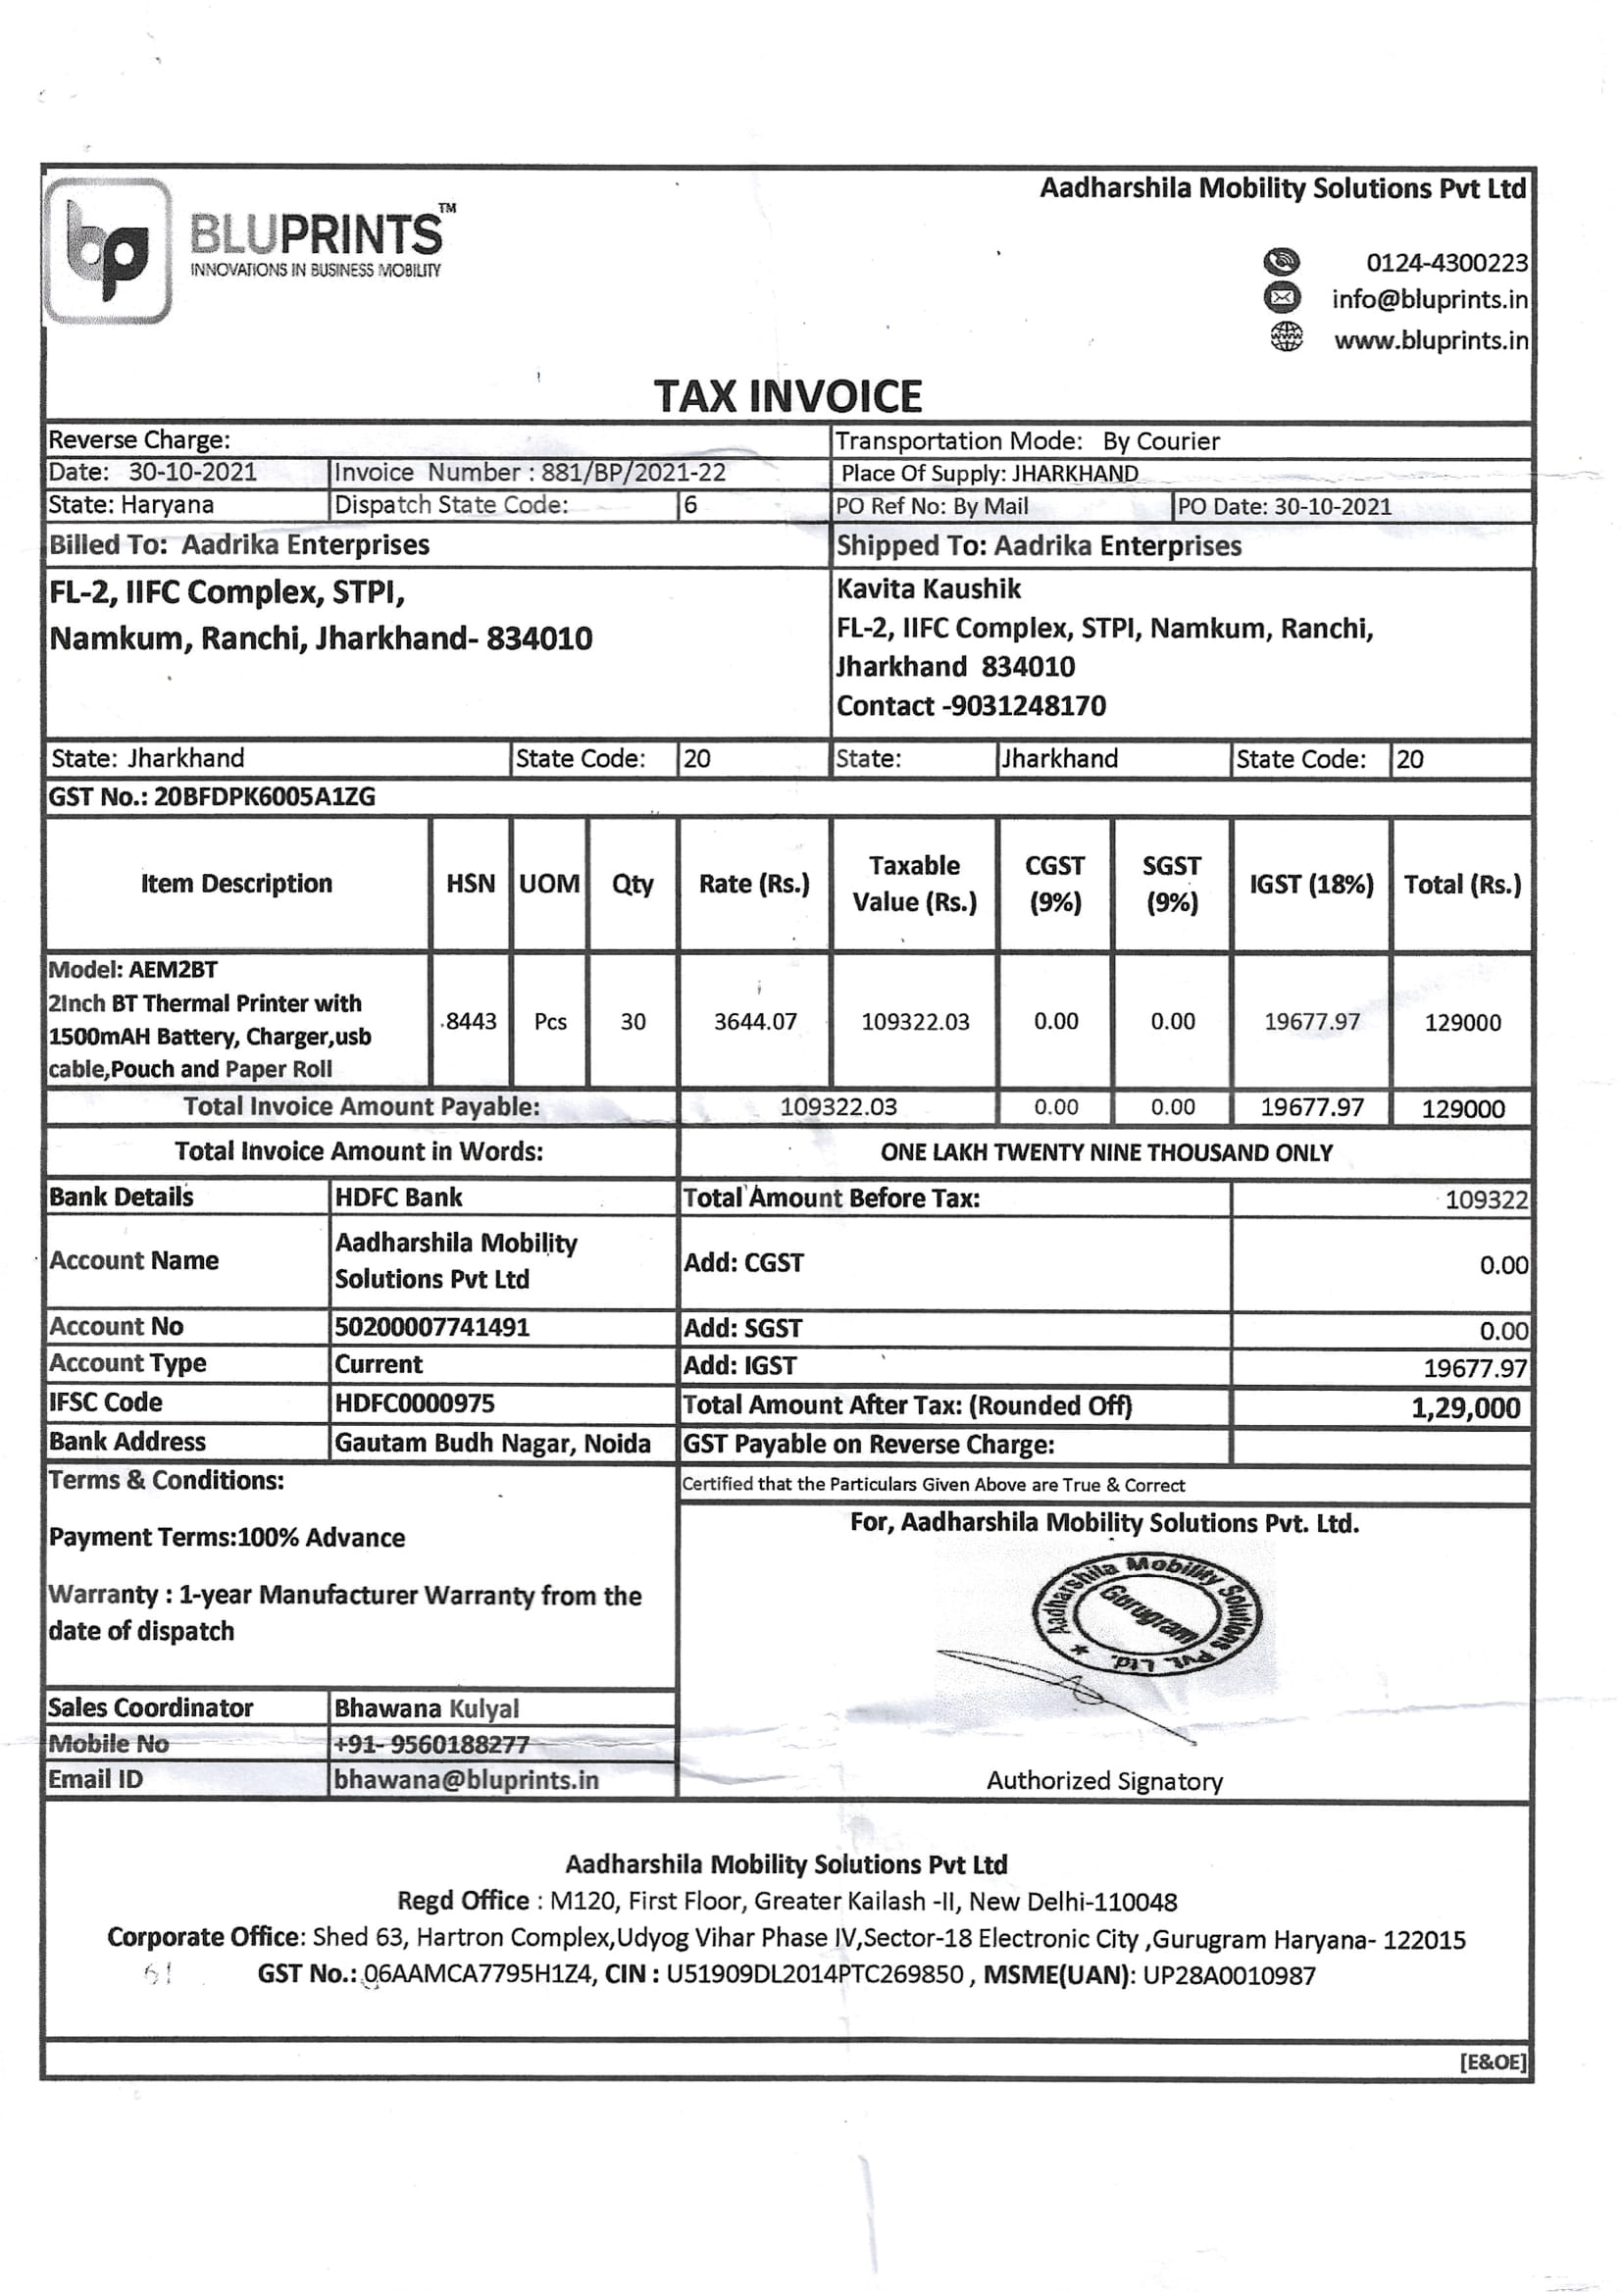 Aadharshila Mobility Solutions Pvt Ltd
bp BLUPRINTS™
INNOVATIONS IN BUSINESS MOBILITY
0124-4300223
info@bluprints.in
www.bluprints.in
TAX INVOICE
Reverse Charge: Transportation Mode: By Courier
Date: 30-10-2021 Invoice Number : 881/BP/2021-22 Place Of Supply: JHARKHAND
State: Haryana Dispatch State Code: 6 PO Ref No: By Mail PO Date: 30-10-2021
Billed To: Aadrika Enterprises Shipped To: Aadrika Enterprises
FL-2, IIFC Complex, STPI,
Namkum, Ranchi, Jharkhand- 834010
Kavita Kaushik
FL-2, IIFC Complex, STPI, Namkum, Ranchi,
Jharkhand 834010
Contact -9031248170
State: Jharkhand State Code: 20 State: Jharkhand State Code: 20
GST No.: 20BFDPK6005A1ZG
Item Description HSN UOM Qty Rate (Rs.) Taxable Value (Rs.) CGST (9%) SGST (9%) IGST (18%) Total (Rs.)
Model: AEM2BT
2Inch BT Thermal Printer with
1500mAH Battery, Charger,usb
cable,Pouch and Paper Roll
8443 Pcs 30 3644.07 109322.03 0.00 0.00 19677.97 129000
Total Invoice Amount Payable: 109322.03 0.00 0.00 19677.97 129000
Total Invoice Amount in Words: ONE LAKH TWENTY NINE THOUSAND ONLY
Bank Details HDFC Bank Total Amount Before Tax: 109322
Account Name Aadharshila Mobility Solutions Pvt Ltd Add: CGST 0.00
Account No 50200007741491 Add: SGST 0.00
Account Type Current Add: IGST 19677.97
IFSC Code HDFC0000975 Total Amount After Tax: (Rounded Off) 1,29,000
Bank Address Gautam Budh Nagar, Noida GST Payable on Reverse Charge:
Terms & Conditions:
Payment Terms:100% Advance
Warranty : 1-year Manufacturer Warranty from the
date of dispatch
Certified that the Particulars Given Above are True & Correct
For, Aadharshila Mobility Solutions Pvt. Ltd.
Aadharshila Mobility Solutions Pvt. Ltd.
Gurugram
Authorized Signatory
Sales Coordinator Bhawana Kulyal
Mobile No +91- 9560188277
Email ID bhawana@bluprints.in
Aadharshila Mobility Solutions Pvt Ltd
Regd Office : M120, First Floor, Greater Kailash -II, New Delhi-110048
Corporate Office: Shed 63, Hartron Complex,Udyog Vihar Phase IV,Sector-18 Electronic City ,Gurugram Haryana- 122015
61
GST No.: 06AAMCA7795H1Z4, CIN : U51909DL2014PTC269850 , MSME(UAN): UP28A0010987
[E&OE]